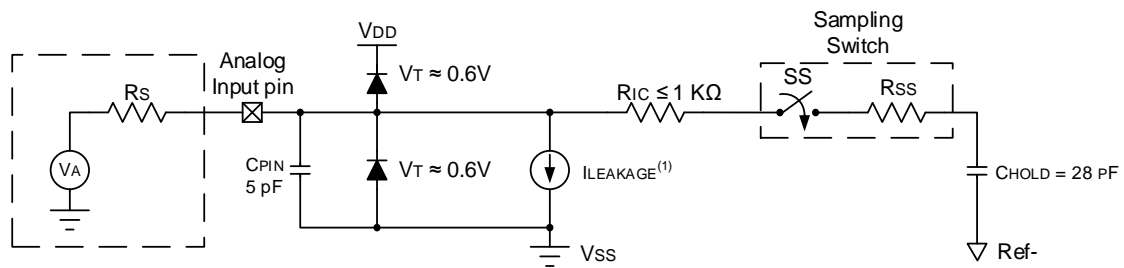 Sampling
Switch
VDD
Analog
Input pin
VT ≈ 0.6V
RS
RIC ≤ 1 KΩ
SS
RSS
VA
CPIN
5 pF
VT ≈ 0.6V
ILEAKAGE(1)
CHOLD = 28 PF
VSS
Ref-